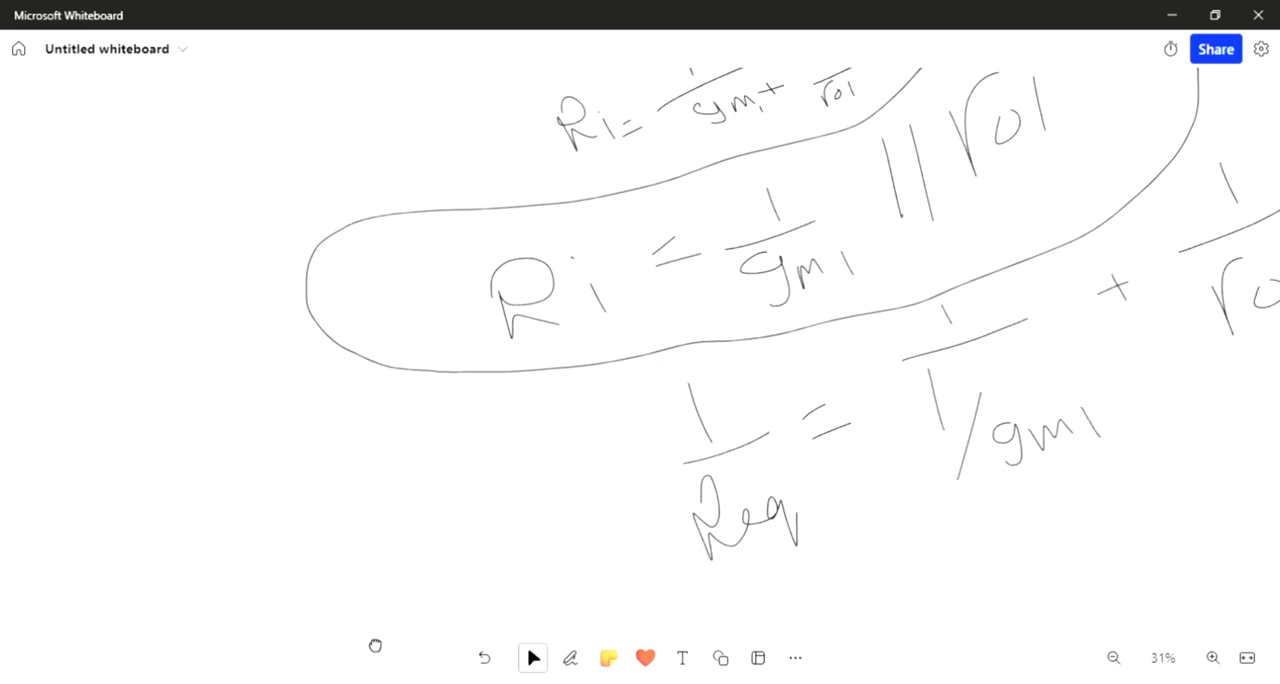 Microsoft Whiteboard
Untitled whiteboard
Share
Ri = 1/gm1 + 1/ro1
Ri = 1/gm1 || ro1
1/Req = 1/1/gm1 + 1/ro
31%